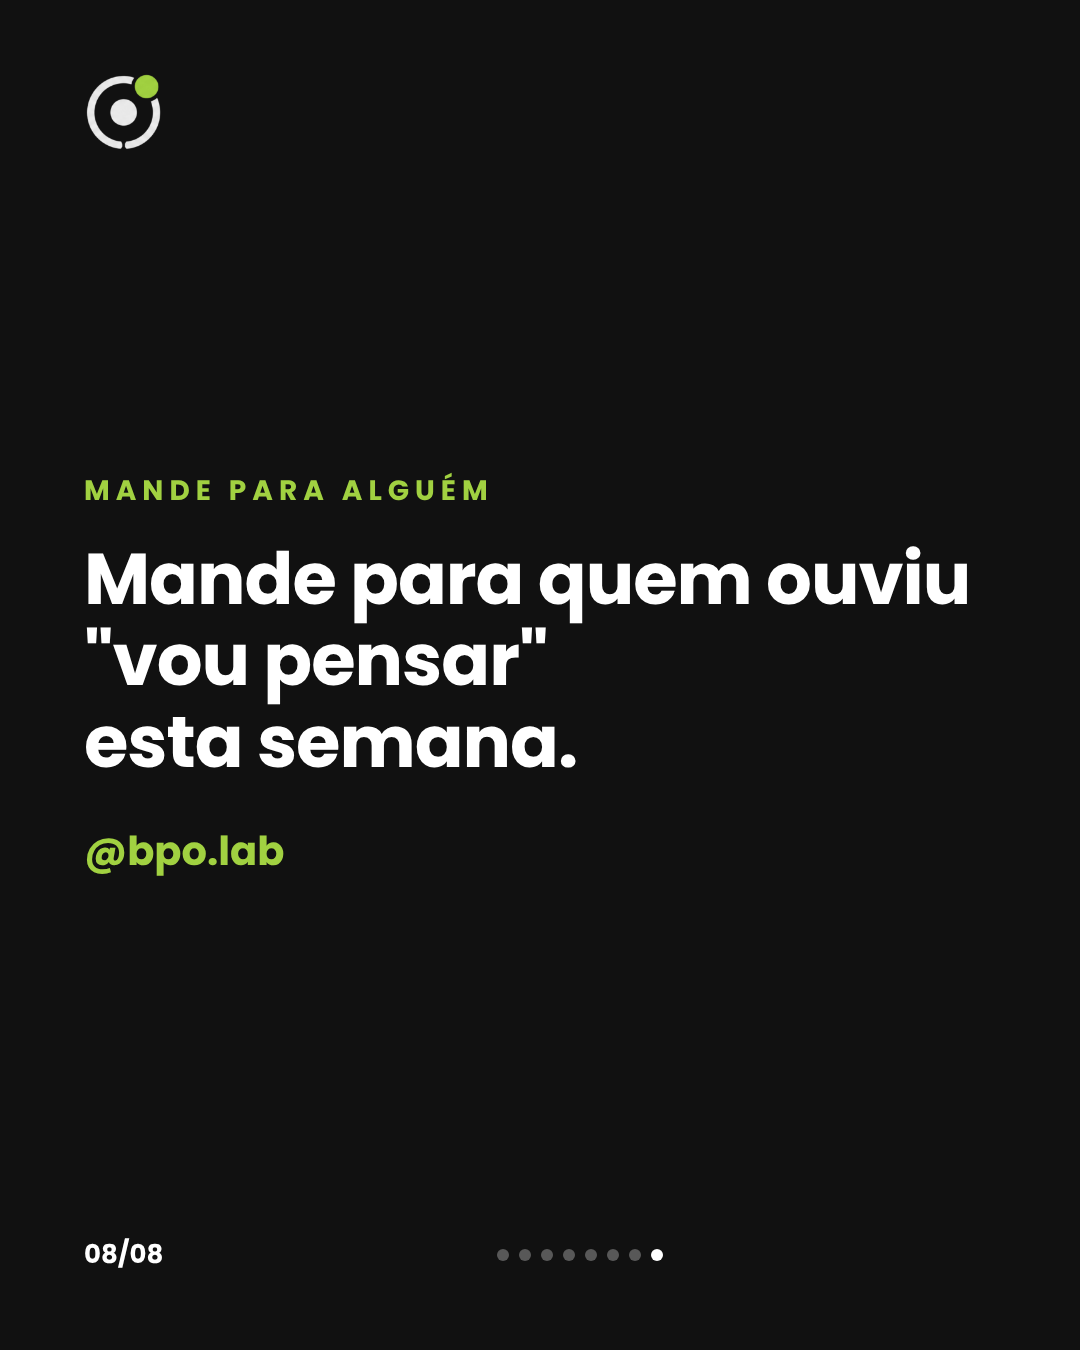 MANDE PARA ALGUÉM
Mande para quem ouviu
"vou pensar"
esta semana.
@bpo.lab
08/08